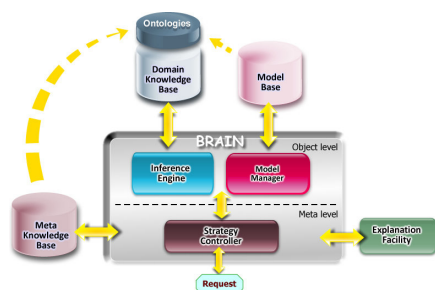 Ontologies
Domain
Knowledge
Base
Model
Base
BRAIN
Object level
Inference
Engine
Model
Manager
Meta level
Meta
Knowledge
Base
Strategy
Controller
Explanation
Facility
Request